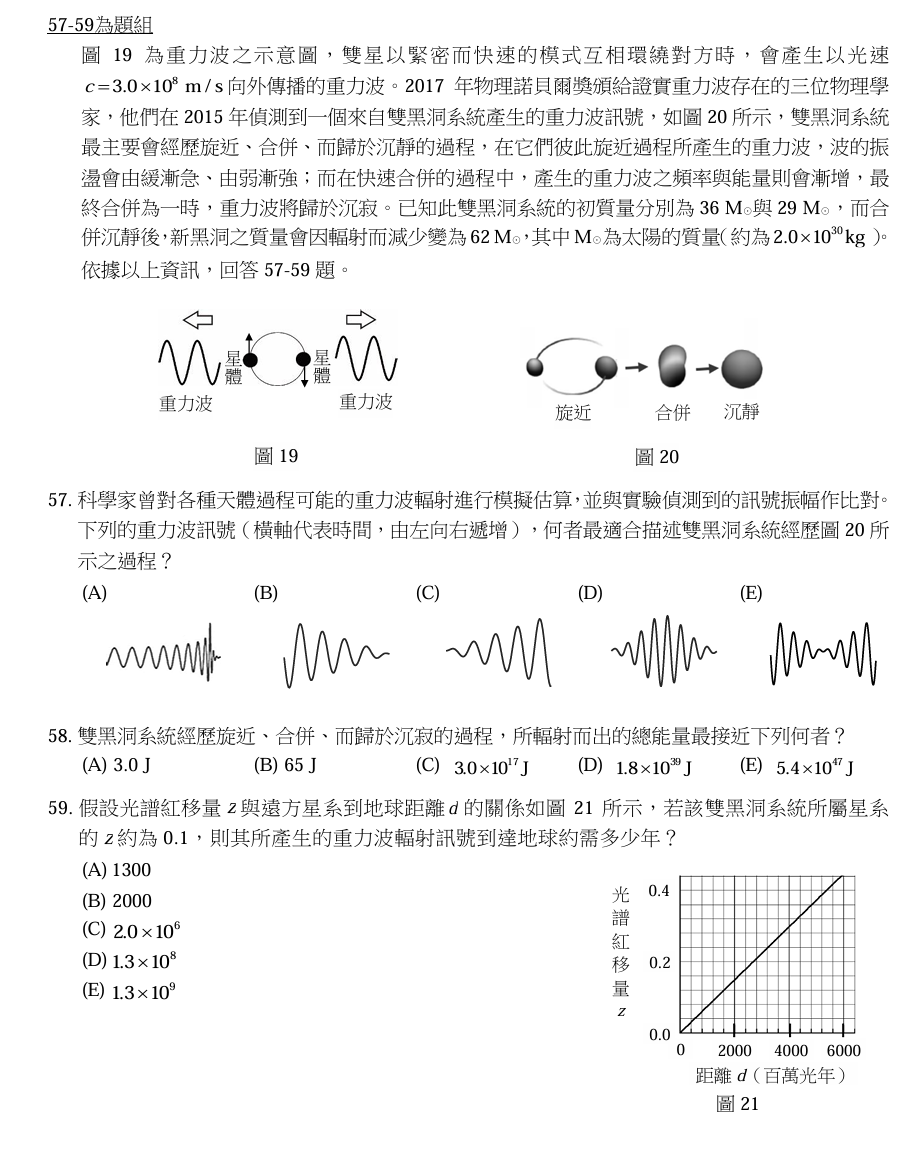 57-59為題組
圖 19 為重力波之示意圖，雙星以緊密而快速的模式互相環繞對方時，會產生以光速
c=3.0×10⁸ m/s向外傳播的重力波。2017 年物理諾貝爾獎頒給證實重力波存在的三位物理學
家，他們在 2015 年偵測到一個來自雙黑洞系統產生的重力波訊號，如圖 20 所示，雙黑洞系統
最主要會經歷旋近、合併、而歸於沉靜的過程，在它們彼此旋近過程所產生的重力波，波的振
盪會由緩漸急、由弱漸強；而在快速合併的過程中，產生的重力波之頻率與能量則會漸增，最
終合併為一時，重力波將歸於沉寂。已知此雙黑洞系統的初質量分別為 36 M☉與 29 M☉，而合
併沉靜後，新黑洞之質量會因輻射而減少變為 62 M☉，其中 M☉為太陽的質量（約為2.0×10³⁰kg）。
依據以上資訊，回答 57-59 題。
星體
星體
重力波
重力波
圖 19
旋近 合併 沉靜
圖 20
57. 科學家曾對各種天體過程可能的重力波輻射進行模擬估算，並與實驗偵測到的訊號振幅作比對。
下列的重力波訊號（橫軸代表時間，由左向右遞增），何者最適合描述雙黑洞系統經歷圖 20 所
示之過程？
(A) (B) (C) (D) (E)
58. 雙黑洞系統經歷旋近、合併、而歸於沉寂的過程，所輻射而出的總能量最接近下列何者？
(A) 3.0 J (B) 65 J (C) 3.0×10¹⁷J (D) 1.8×10³⁹J (E) 5.4×10⁴⁷J
59. 假設光譜紅移量 z 與遠方星系到地球距離 d 的關係如圖 21 所示，若該雙黑洞系統所屬星系
的 z 約為 0.1，則其所產生的重力波輻射訊號到達地球約需多少年？
(A) 1300
(B) 2000
(C) 2.0×10⁶
(D) 1.3×10⁸
(E) 1.3×10⁹
光譜紅移量 z
0.4
0.2
0.0
0 2000 4000 6000
距離 d（百萬光年）
圖 21